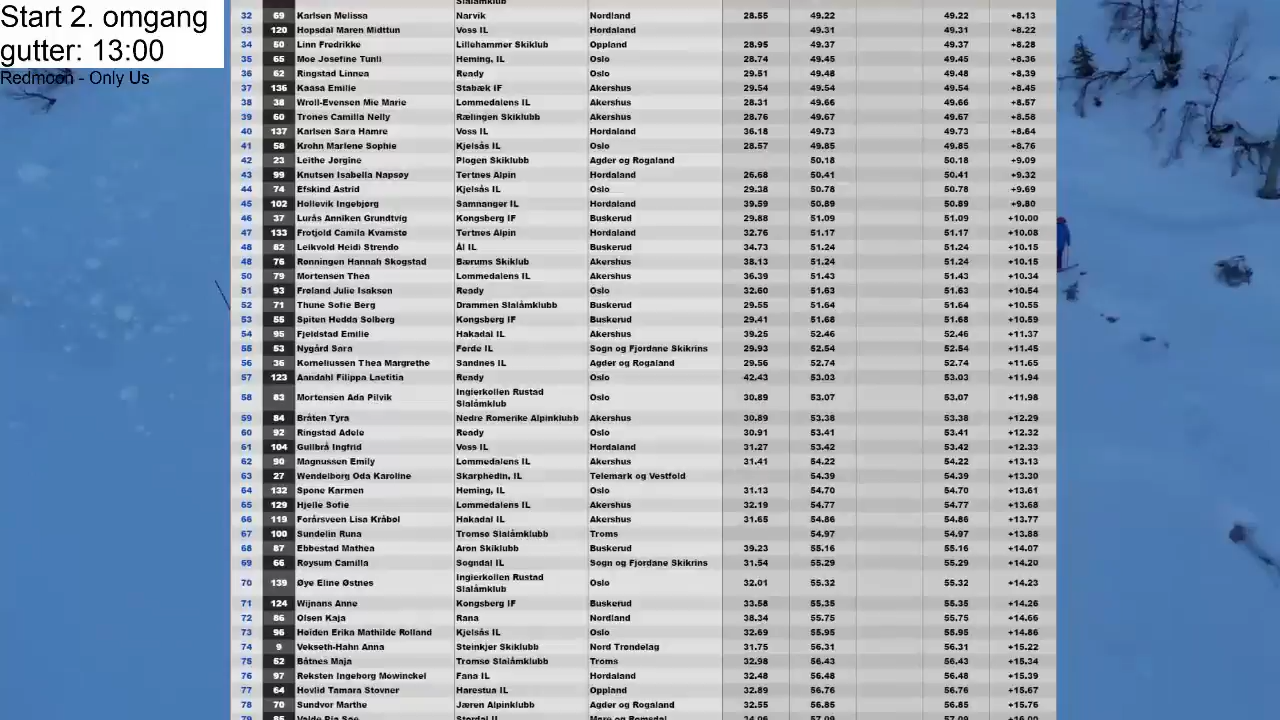 Start 2. omgang
gutter: 13:00
Redmoon - Only Us
Slalåmklubb
32 69 Karlsen Melissa Narvik Nordland 28.55 49.22 49.22 +8.13
33 120 Hopsdal Maren Midttun Voss IL Hordaland 49.31 49.31 +8.22
34 50 Linn Fredrikke Lillehammer Skiklub Oppland 28.95 49.37 49.37 +8.28
35 65 Moe Josefine Tunli Heming, IL Oslo 28.74 49.45 49.45 +8.36
36 62 Ringstad Linnea Ready Oslo 29.51 49.48 49.48 +8.39
37 136 Kaasa Emilie Stabæk IF Akershus 29.54 49.54 49.54 +8.45
38 38 Wroll-Evensen Mie Marie Lommedalens IL Akershus 28.31 49.66 49.66 +8.57
39 60 Trones Camilla Nelly Rælingen Skiklubb Akershus 28.76 49.67 49.67 +8.58
40 137 Karlsen Sara Hamre Voss IL Hordaland 36.18 49.73 49.73 +8.64
41 58 Krohn Marlene Sophie Kjelsås IL Oslo 28.57 49.85 49.85 +8.76
42 23 Leithe Jørgine Plogen Skiklubb Agder og Rogaland 50.18 50.18 +9.09
43 99 Knutsen Isabella Napsøy Tertnes Alpin Hordaland 26.68 50.41 50.41 +9.32
44 74 Efskind Astrid Kjelsås IL Oslo 29.38 50.78 50.78 +9.69
45 102 Hollevik Ingebjørg Samnanger IL Hordaland 39.59 50.89 50.89 +9.80
46 37 Lurås Anniken Grundtvig Kongsberg IF Buskerud 29.88 51.09 51.09 +10.00
47 133 Frotjold Camila Kvamstø Tertnes Alpin Hordaland 32.76 51.17 51.17 +10.08
48 82 Leikvold Heidi Strendo Ål IL Buskerud 34.73 51.24 51.24 +10.15
48 76 Rønningen Hannah Skogstad Bærums Skiklub Akershus 38.13 51.24 51.24 +10.15
50 79 Mortensen Thea Lommedalens IL Akershus 36.39 51.43 51.43 +10.34
51 93 Frøland Julie Isaksen Ready Oslo 32.60 51.63 51.63 +10.54
52 71 Thune Sofie Berg Drammen Slalåmklubb Buskerud 29.55 51.64 51.64 +10.55
53 55 Spiten Hedda Solberg Kongsberg IF Buskerud 29.41 51.68 51.68 +10.59
54 95 Fjeldstad Emilie Hakadal IL Akershus 39.25 52.46 52.46 +11.37
55 53 Nygård Sara Førde IL Sogn og Fjordane Skikrins 29.93 52.54 52.54 +11.45
56 36 Korneliussen Thea Margrethe Sandnes IL Agder og Rogaland 29.56 52.74 52.74 +11.65
57 123 Aandahl Filippa Laetitia Ready Oslo 42.43 53.03 53.03 +11.94
58 83 Mortensen Ada Pilvik Ingierkollen Rustad Slalåmklub Oslo 30.89 53.07 53.07 +11.98
59 84 Bråten Tyra Nedre Romerike Alpinklubb Akershus 30.89 53.38 53.38 +12.29
60 92 Ringstad Adele Ready Oslo 30.91 53.41 53.41 +12.32
61 104 Gullbrå Ingfrid Voss IL Hordaland 31.27 53.42 53.42 +12.33
62 90 Magnussen Emily Lommedalens IL Akershus 31.41 54.22 54.22 +13.13
63 27 Wendelborg Oda Karoline Skarphedin, IL Telemark og Vestfold 54.39 54.39 +13.30
64 132 Spone Karmen Heming, IL Oslo 31.13 54.70 54.70 +13.61
65 129 Hjelle Sofie Lommedalens IL Akershus 32.19 54.77 54.77 +13.68
66 119 Forårsveen Lisa Kråbøl Hakadal IL Akershus 31.65 54.86 54.86 +13.77
67 100 Sundelin Runa Tromsø Slalåmklubb Troms 54.97 54.97 +13.88
68 87 Ebbestad Mathea Aron Skiklubb Buskerud 39.23 55.16 55.16 +14.07
69 66 Røysum Camilla Sogndal IL Sogn og Fjordane Skikrins 31.54 55.29 55.29 +14.20
70 139 Øye Eline Østnes Ingierkollen Rustad Slalåmklub Oslo 32.01 55.32 55.32 +14.23
71 124 Wijnans Anne Kongsberg IF Buskerud 33.58 55.35 55.35 +14.26
72 86 Olsen Kaja Rana Nordland 38.34 55.75 55.75 +14.66
73 96 Høiden Erika Mathilde Rolland Kjelsås IL Oslo 32.69 55.95 55.95 +14.86
74 9 Vekseth-Hahn Anna Steinkjer Skiklubb Nord Trøndelag 31.75 56.31 56.31 +15.22
75 52 Båtnes Maja Tromsø Slalåmklubb Troms 32.98 56.43 56.43 +15.34
76 97 Reksten Ingeborg Mowinckel Fana IL Hordaland 32.48 56.48 56.48 +15.39
77 64 Hovlid Tamara Stovner Harestua IL Oppland 32.89 56.76 56.76 +15.67
78 70 Sundvor Marthe Jæren Alpinklubb Agder og Rogaland 32.55 56.85 56.85 +15.76
79 85 Valde Pia Søe Stordal IL Møre og Romsdal 34.06 57.09 57.09 +16.00